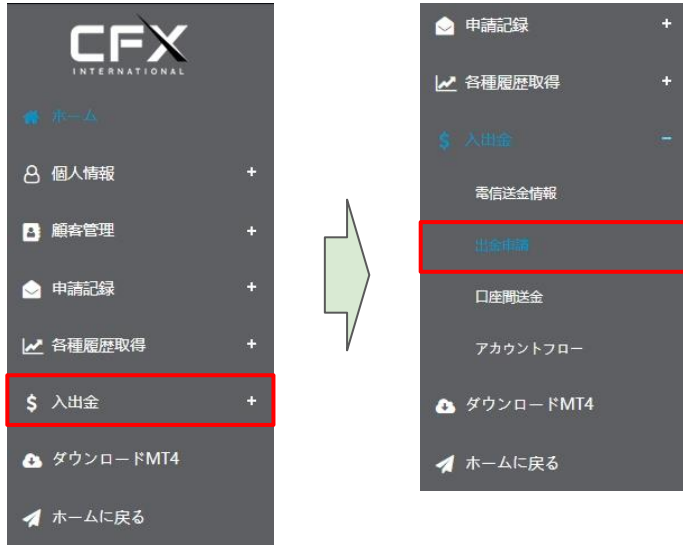 CFX
INTERNATIONAL
ホーム
個人情報
顧客管理
申請記録
各種履歴取得
入出金
ダウンロードMT4
ホームに戻る
申請記録
各種履歴取得
入出金
電信送金情報
出金申請
口座間送金
アカウントフロー
ダウンロードMT4
ホームに戻る